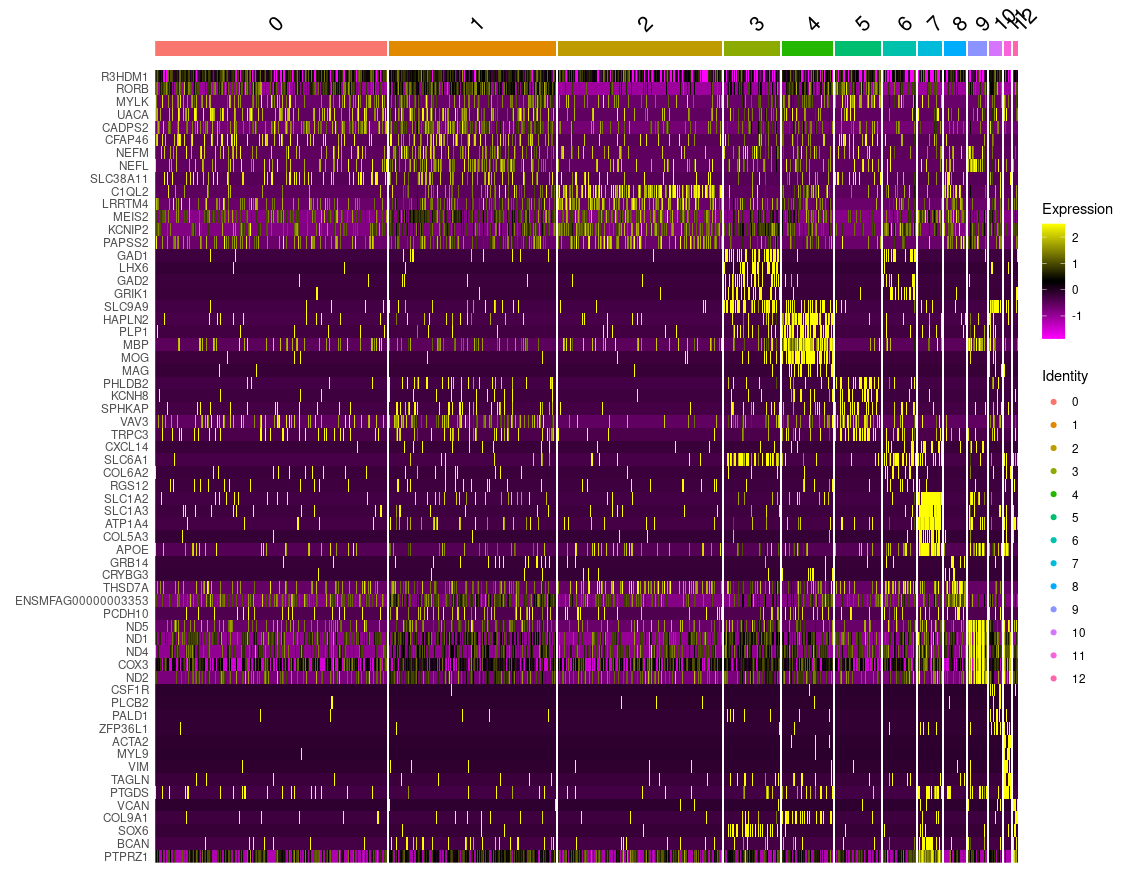 0 1 2 3 4 5 6 7 8 9 10 11 12
R3HDM1
RORB
MYLK
UACA
CADPS2
CFAP46
NEFM
NEFL
SLC38A11
C1QL2
LRRTM4
MEIS2
KCNIP2
PAPSS2
GAD1
LHX6
GAD2
GRIK1
SLC9A9
HAPLN2
PLP1
MBP
MOG
MAG
PHLDB2
KCNH8
SPHKAP
VAV3
TRPC3
CXCL14
SLC6A1
COL6A2
RGS12
SLC1A2
SLC1A3
ATP1A4
COL5A3
APOE
GRB14
CRYBG3
THSD7A
ENSMFAG00000003353
PCDH10
ND5
ND1
ND4
COX3
ND2
CSF1R
PLCB2
PALD1
ZFP36L1
ACTA2
MYL9
VIM
TAGLN
PTGDS
VCAN
COL9A1
SOX6
BCAN
PTPRZ1
Expression
2
1
0
-1
Identity
0
1
2
3
4
5
6
7
8
9
10
11
12